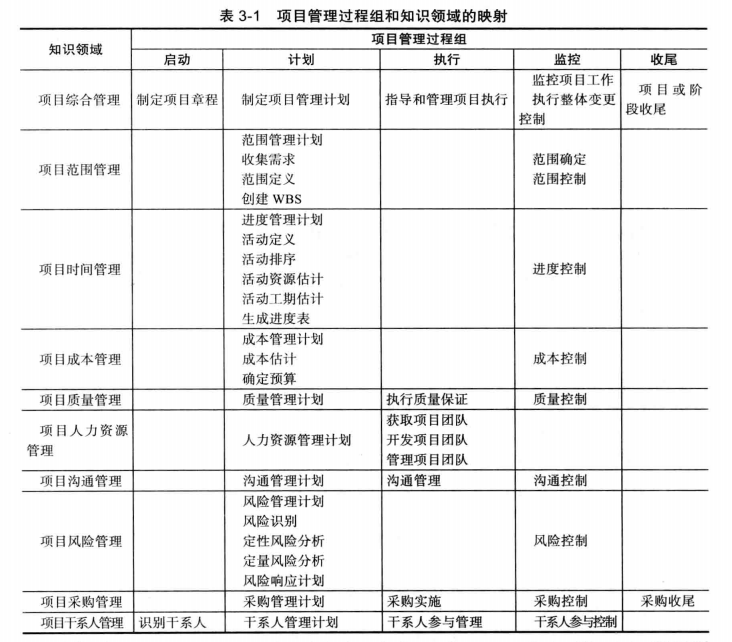 表 3-1 项目管理过程组和知识领域的映射
知识领域
项目管理过程组
启动 计划 执行 监控 收尾
项目综合管理
制定项目章程
制定项目管理计划
指导和管理项目执行
监控项目工作
执行整体变更
控制
项目或阶
段收尾
项目范围管理
范围管理计划
收集需求
范围定义
创建 WBS
范围确定
范围控制
项目时间管理
进度管理计划
活动定义
活动排序
活动资源估计
活动工期估计
生成进度表
进度控制
项目成本管理
成本管理计划
成本估计
确定预算
成本控制
项目质量管理
质量管理计划
执行质量保证
质量控制
项目人力资源
管理
人力资源管理计划
获取项目团队
开发项目团队
管理项目团队
项目沟通管理
沟通管理计划
沟通管理
沟通控制
项目风险管理
风险管理计划
风险识别
定性风险分析
定量风险分析
风险响应计划
风险控制
项目采购管理
采购管理计划
采购实施
采购控制
采购收尾
项目干系人管理
识别干系人
干系人管理计划
干系人参与管理
干系人参与控制